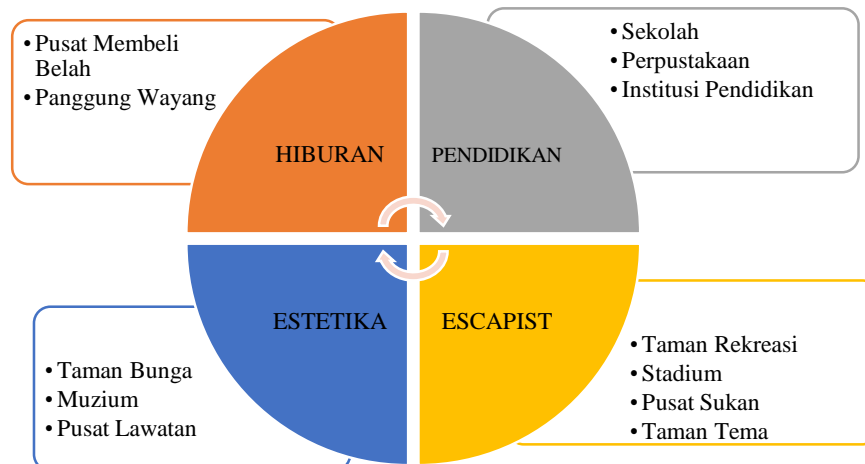 • Pusat Membeli
Belah
• Panggung Wayang
• Sekolah
• Perpustakaan
• Institusi Pendidikan
HIBURAN
PENDIDIKAN
ESTETIKA
ESCAPIST
• Taman Bunga
• Muzium
• Pusat Lawatan
• Taman Rekreasi
• Stadium
• Pusat Sukan
• Taman Tema